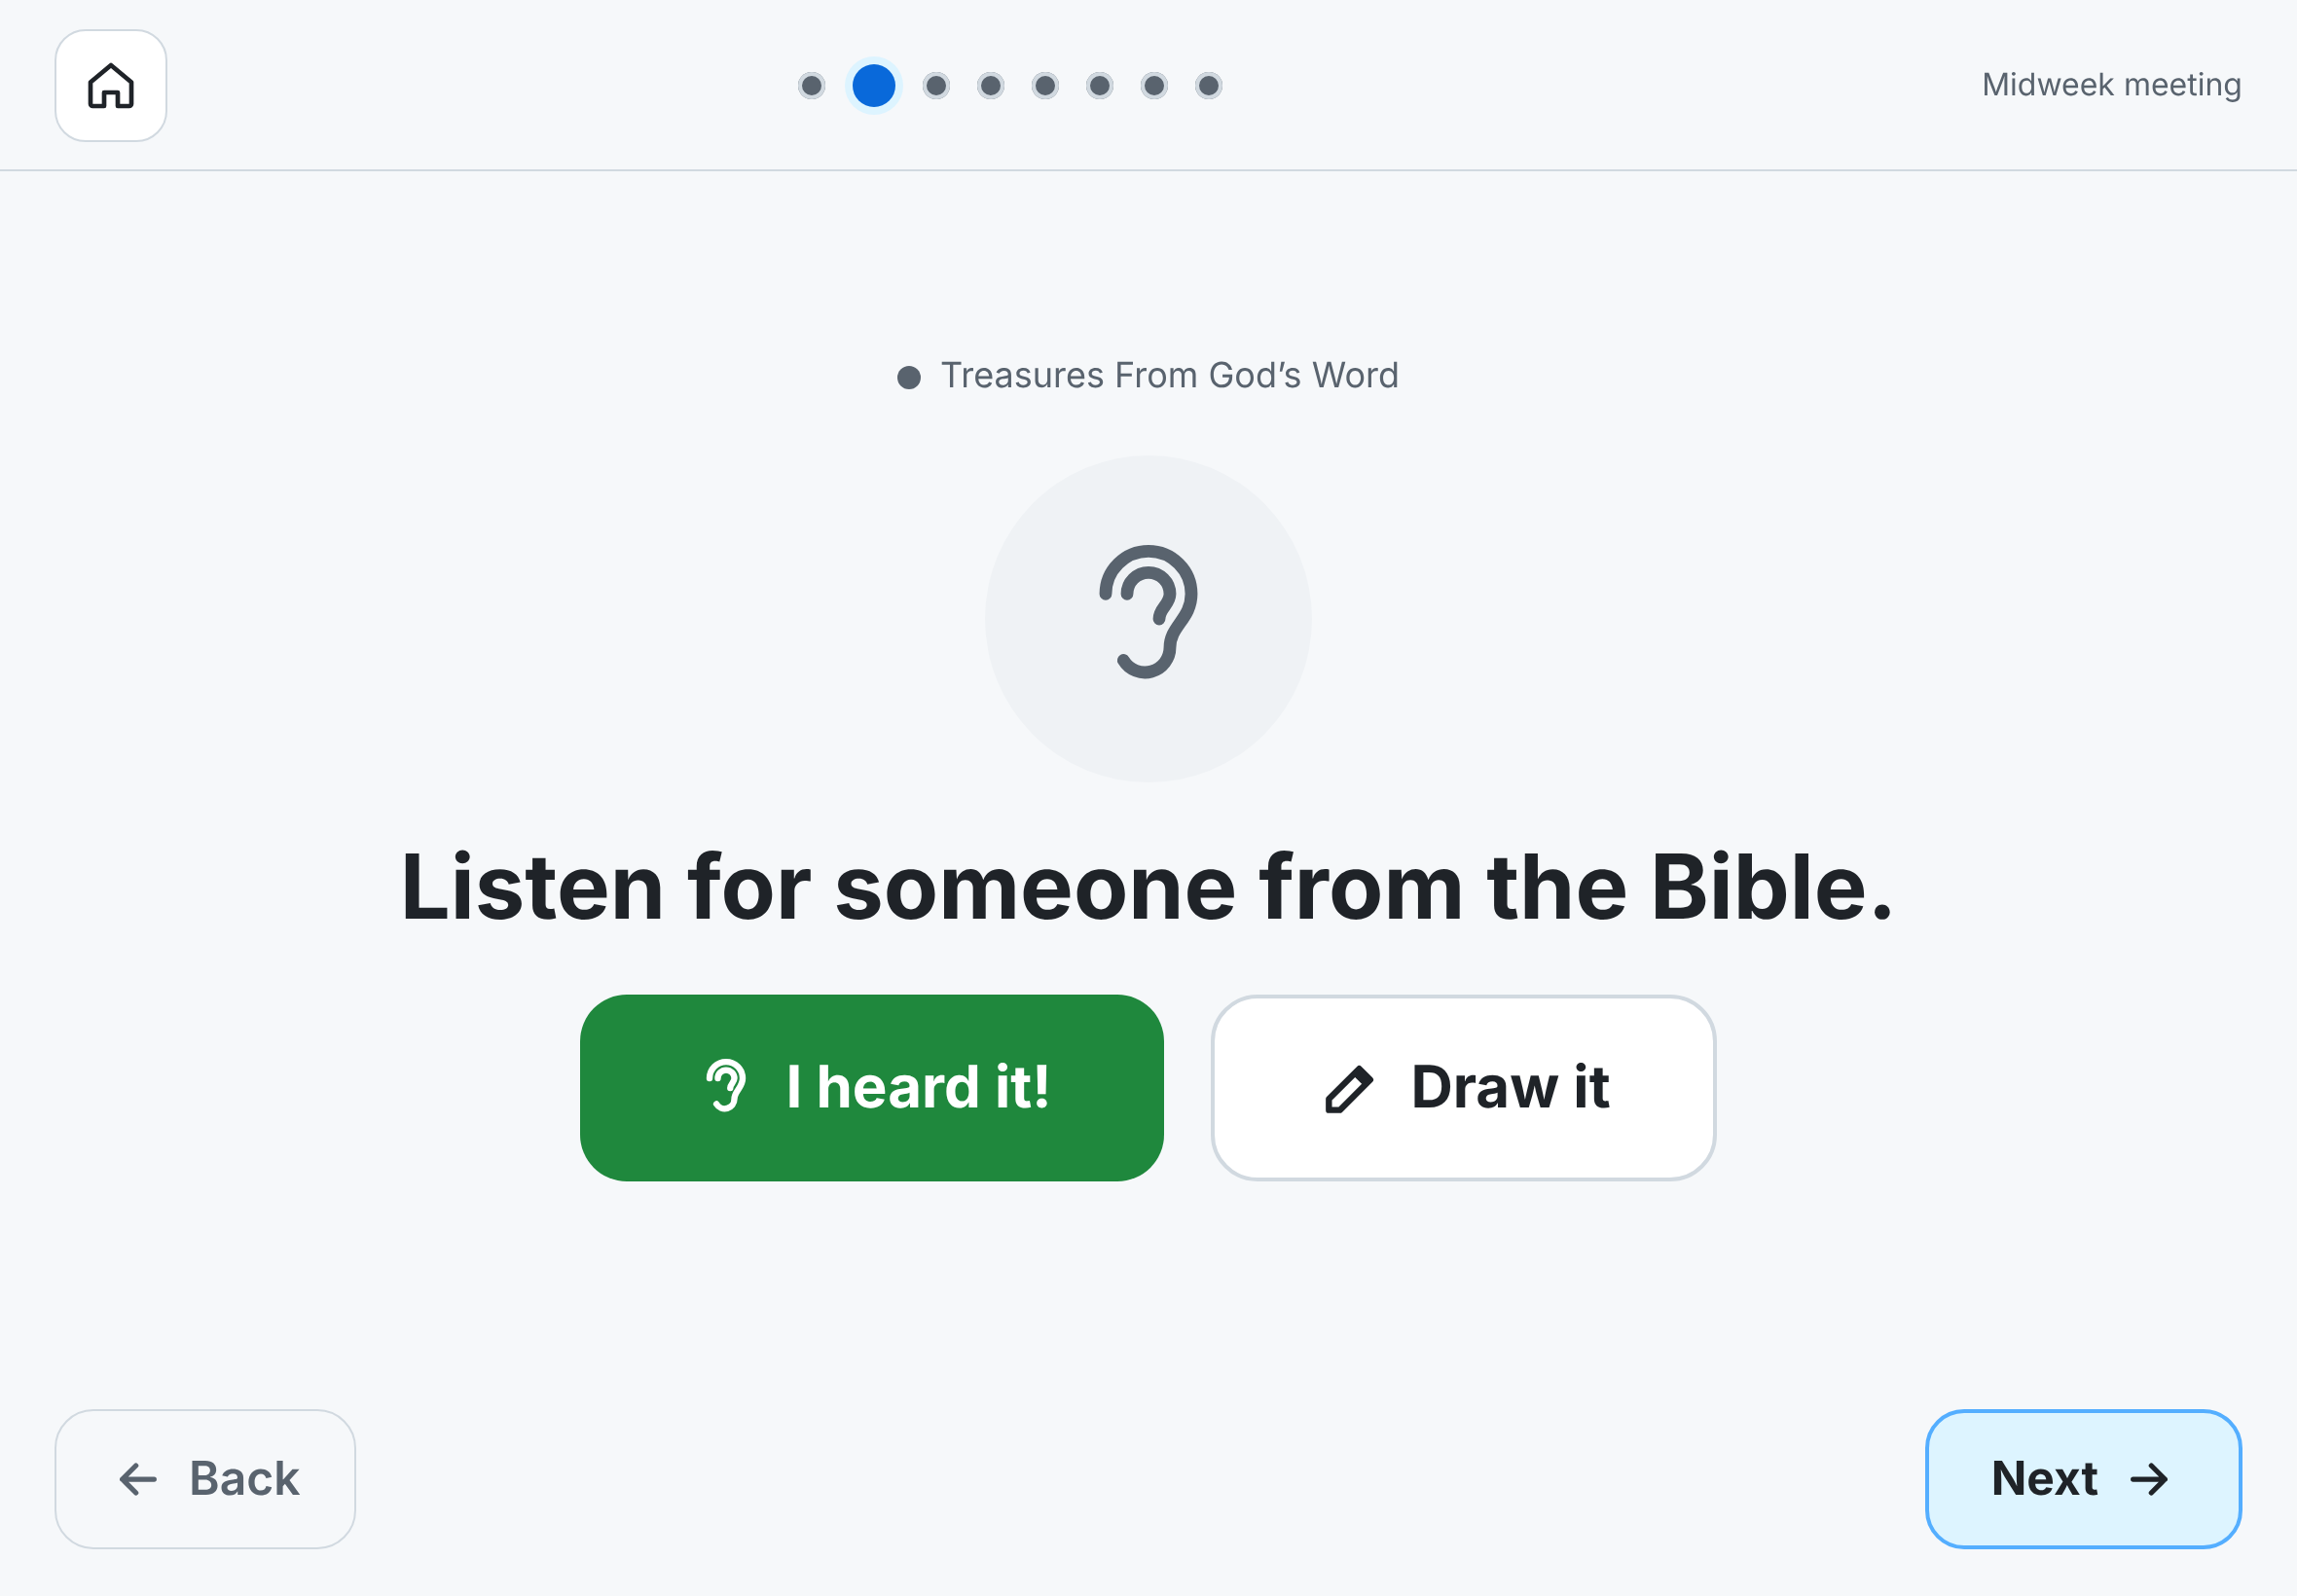 Midweek meeting
Treasures From God’s Word
Listen for someone from the Bible.
I heard it!
Draw it
Back
Next